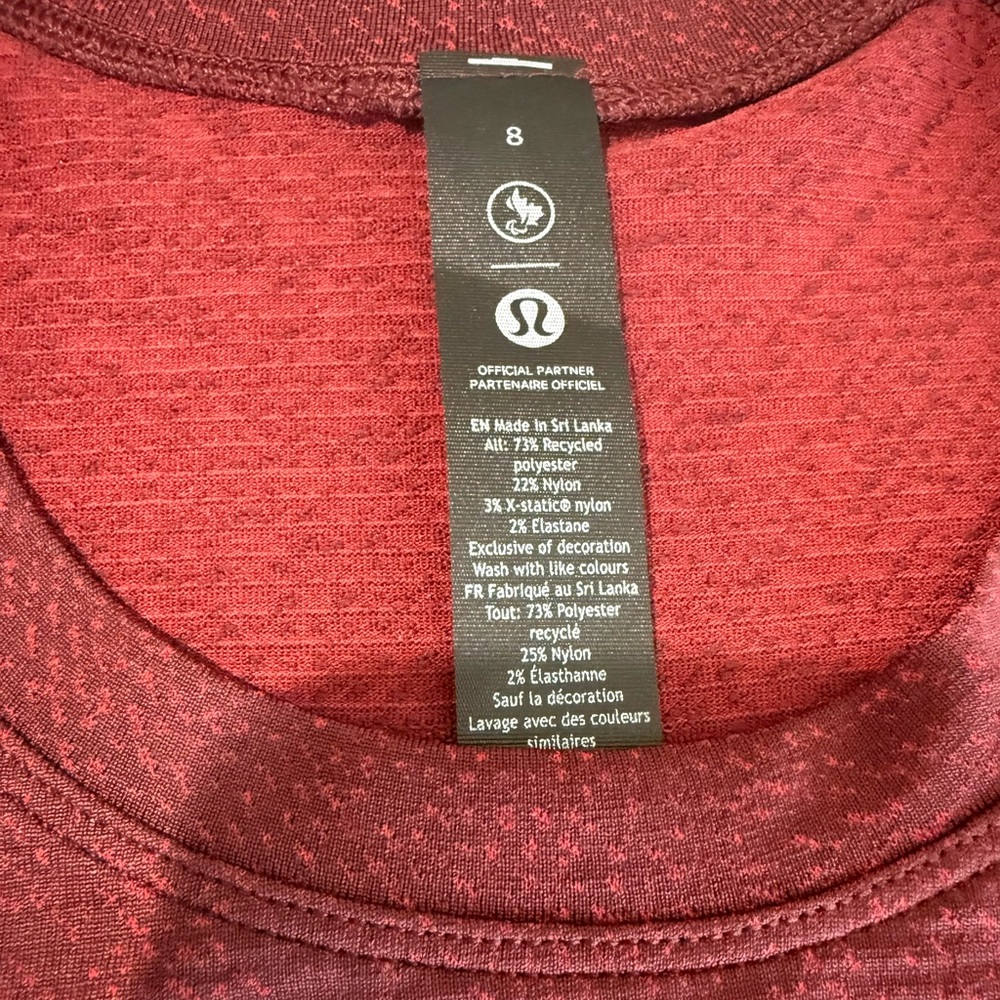 8
OFFICIAL PARTNER
PARTENAIRE OFFICIEL
EN Made in Sri Lanka
All: 73% Recycled
polyester
22% Nylon
3% X-static® nylon
2% Elastane
Exclusive of decoration
Wash with like colours
FR Fabriqué au Sri Lanka
Tout: 73% Polyester
recyclé
25% Nylon
2% Élasthanne
Sauf la décoration
Lavage avec des couleurs
similaires